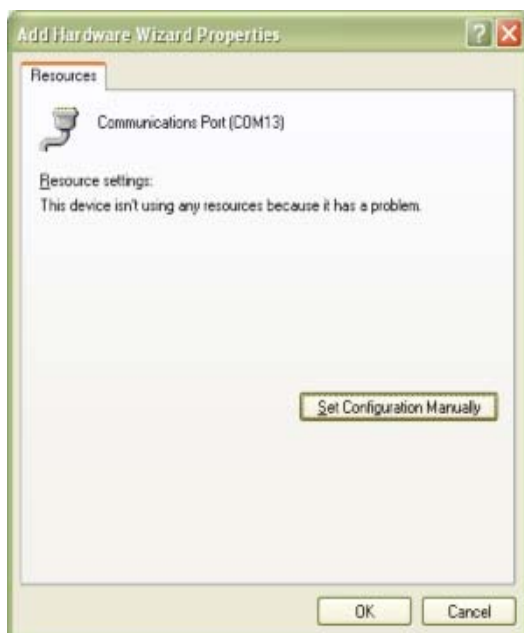 Add Hardware Wizard Properties
Resources
Communications Port (COM13)
Resource settings:
This device isn't using any resources because it has a problem.
Set Configuration Manually
OK Cancel